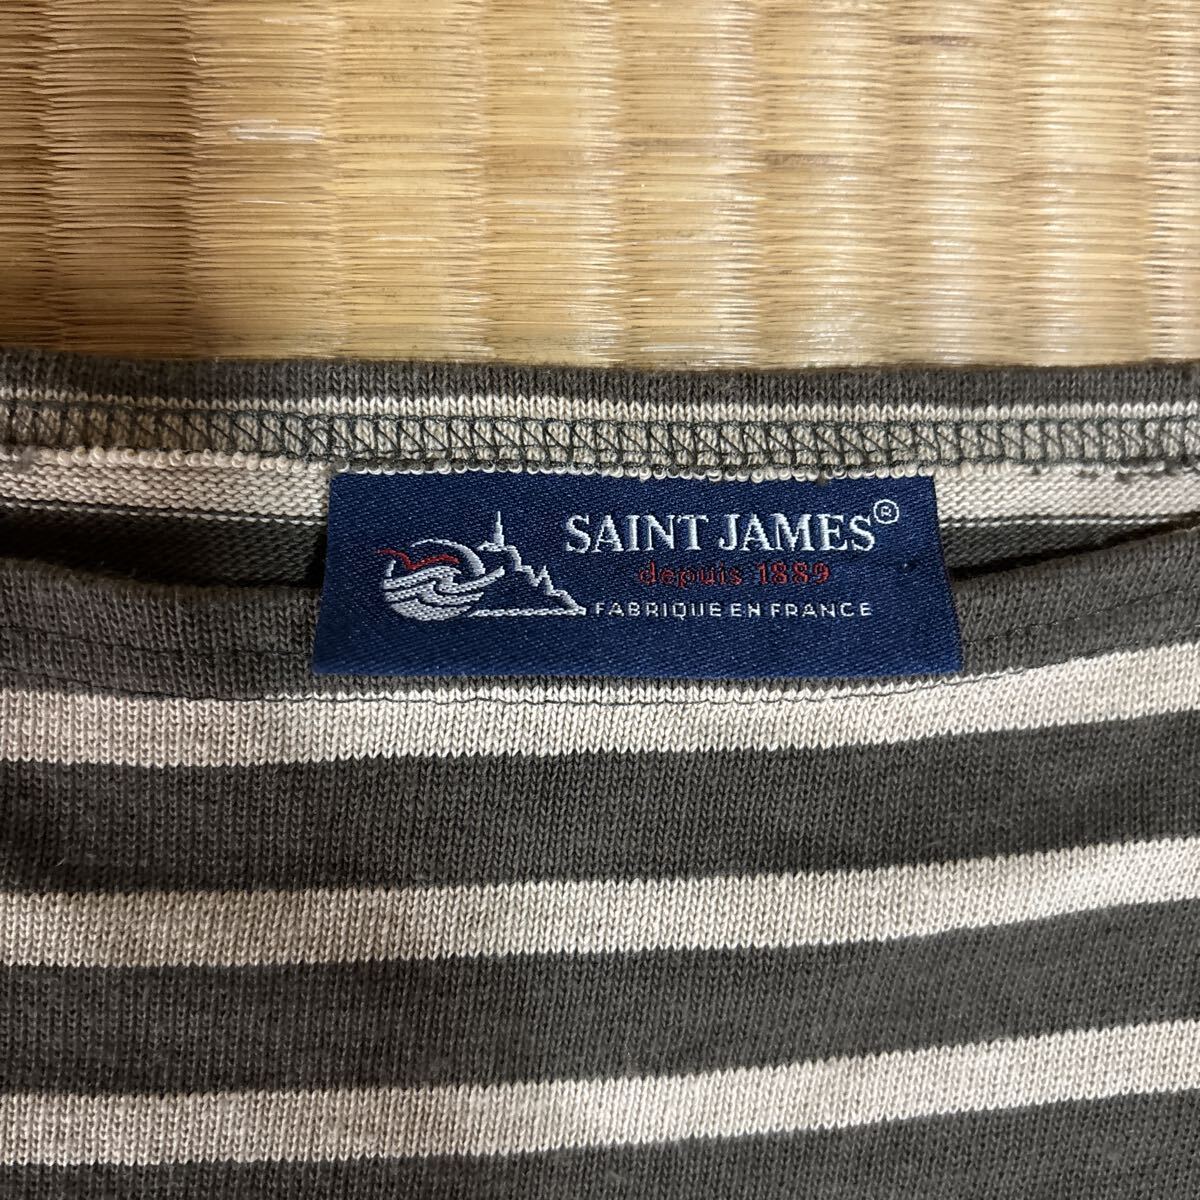 SAINT JAMES®
depuis 1889
FABRIQUE EN FRANCE